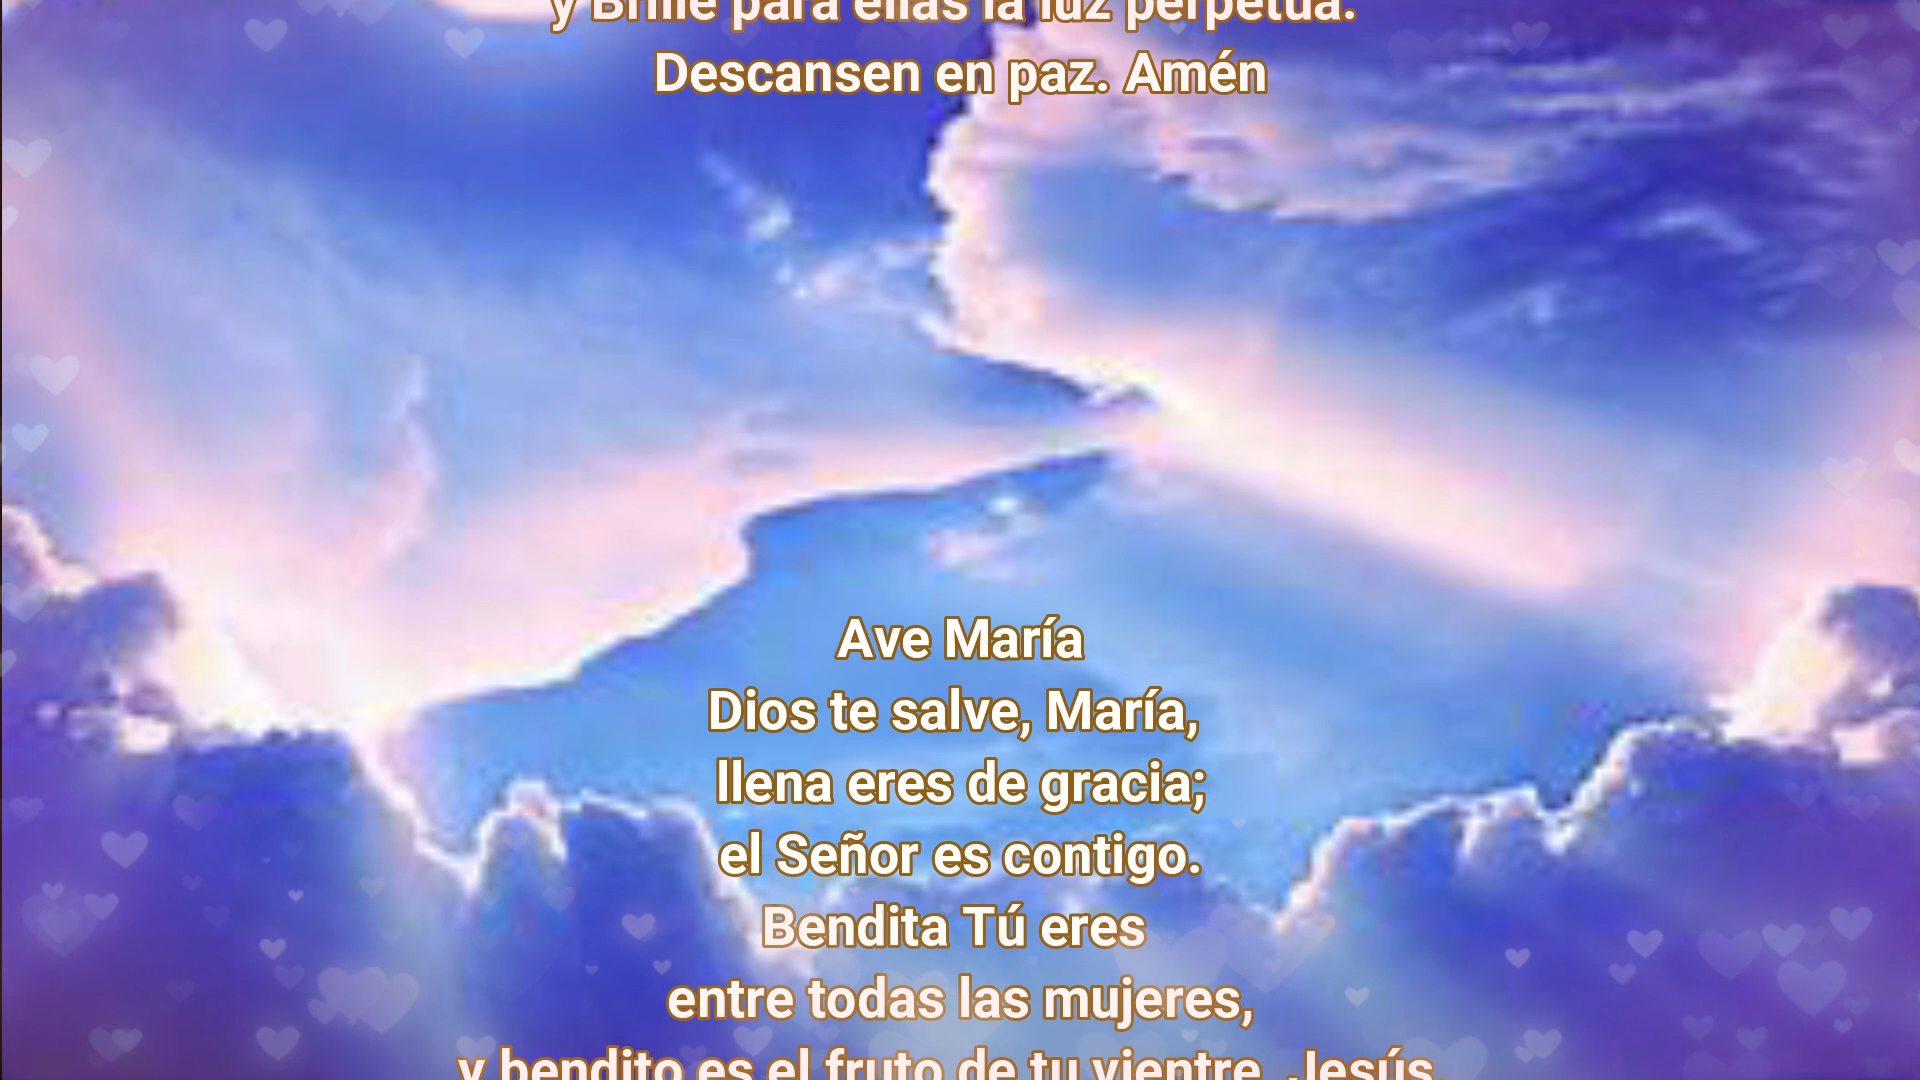 y Brille para ellas la luz perpetua.
Descansen en paz. Amén
Ave María
Dios te salve, María,
llena eres de gracia;
el Señor es contigo.
Bendita Tú eres
entre todas las mujeres,
y bendito es el fruto de tu vientre, Jesús.